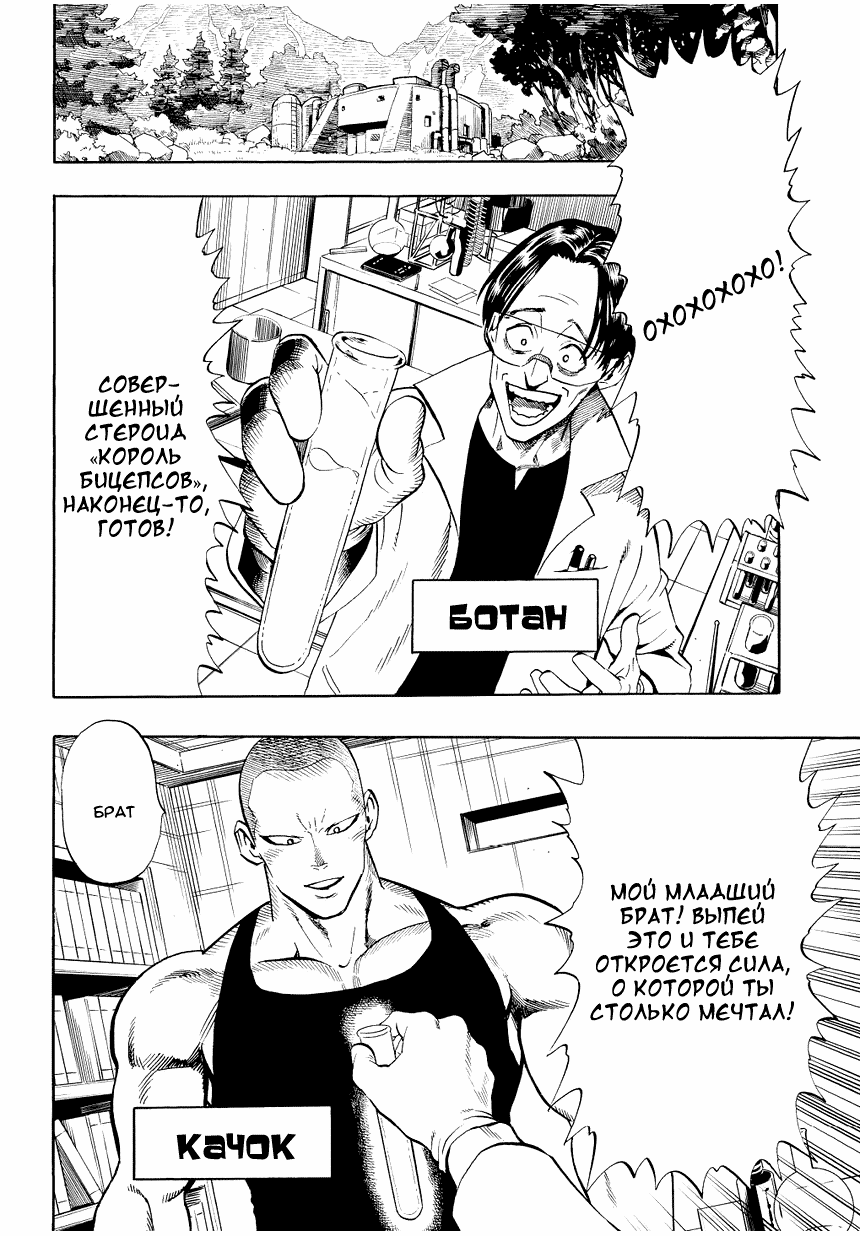 ОХОХОХОХО!
СОВЕР-
ШЕННЫЙ
СТЕРОИД
«КОРОЛЬ
БИЦЕПСОВ»,
НАКОНЕЦ-ТО,
ГОТОВ!
БОТАН
БРАТ
МОЙ МЛАДШИЙ
БРАТ! ВЫПЕЙ
ЭТО И ТЕБЕ
ОТКРОЕТСЯ СИЛА,
О КОТОРОЙ ТЫ
СТОЛЬКО МЕЧТАЛ!
КАЧОК